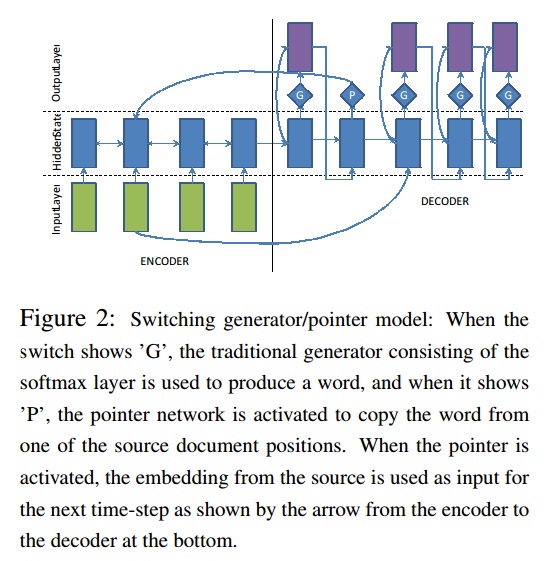 OutputLayer
G
P
G
G
G
HiddenState
InputLayer
ENCODER
DECODER
Figure 2: Switching generator/pointer model: When the
switch shows ’G’, the traditional generator consisting of the
softmax layer is used to produce a word, and when it shows
’P’, the pointer network is activated to copy the word from
one of the source document positions. When the pointer is
activated, the embedding from the source is used as input for
the next time-step as shown by the arrow from the encoder to
the decoder at the bottom.